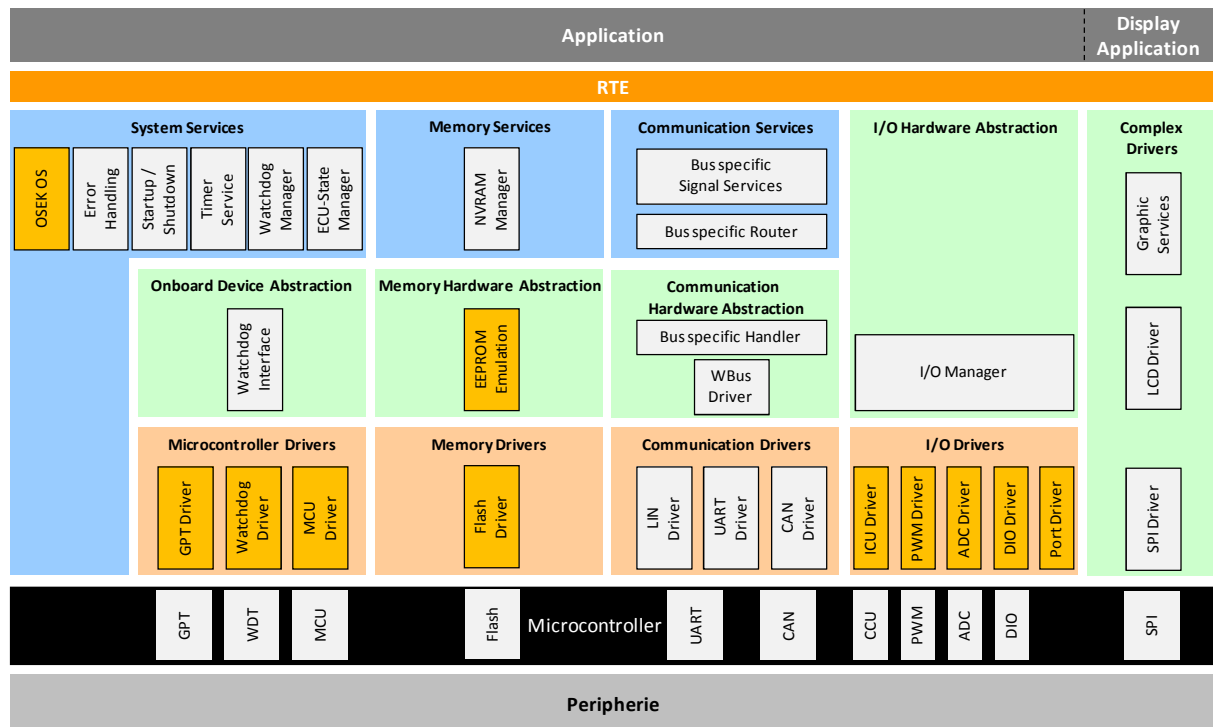 Application
Display
Application
RTE
System Services
OSEK OS
Error
Handling
Startup /
Shutdown
Timer
Service
Watchdog
Manager
ECU-State
Manager
Memory Services
NVRAM
Manager
Communication Services
Bus specific
Signal Services
Bus specific Router
I/O Hardware Abstraction
Complex
Drivers
Graphic
Services
Onboard Device Abstraction
Watchdog
Interface
Memory Hardware Abstraction
EEPROM
Emulation
Communication
Hardware Abstraction
Bus specific Handler
WBus
Driver
I/O Manager
LCD Driver
Microcontroller Drivers
GPT Driver
Watchdog
Driver
MCU
Driver
Memory Drivers
Flash
Driver
Communication Drivers
LIN
Driver
UART
Driver
CAN
Driver
I/O Drivers
ICU Driver
PWM Driver
ADC Driver
DIO Driver
Port Driver
SPI Driver
GPT
WDT
MCU
Flash
Microcontroller
UART
CAN
CCU
PWM
ADC
DIO
SPI
Peripherie